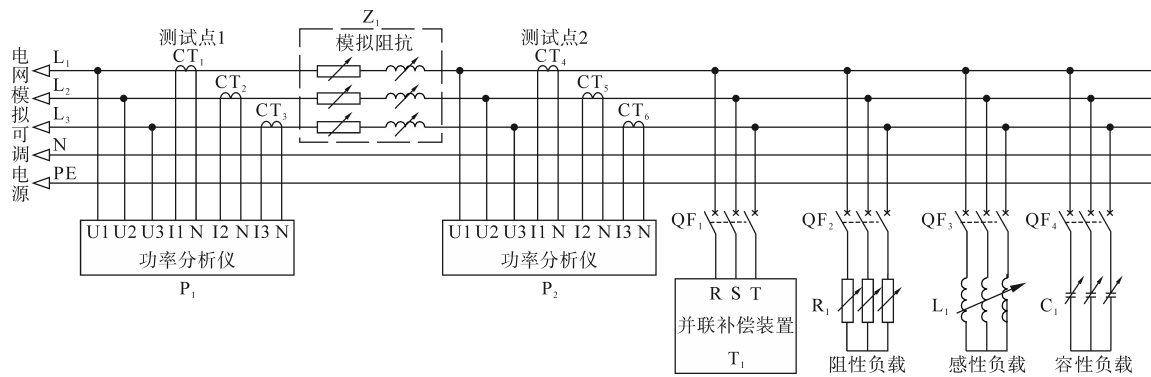 电网模拟可调电源
L₁
L₂
L₃
N
PE
测试点1
CT₁
CT₂
CT₃
U1 U2 U3 I1 N I2 N I3 N
功率分析仪
P₁
Z₁
模拟阻抗
测试点2
CT₄
CT₅
CT₆
U1 U2 U3 I1 N I2 N I3 N
功率分析仪
P₂
QF₁
R S T
并联补偿装置
T₁
QF₂
R₁
阻性负载
QF₃
L₁
感性负载
QF₄
C₁
容性负载